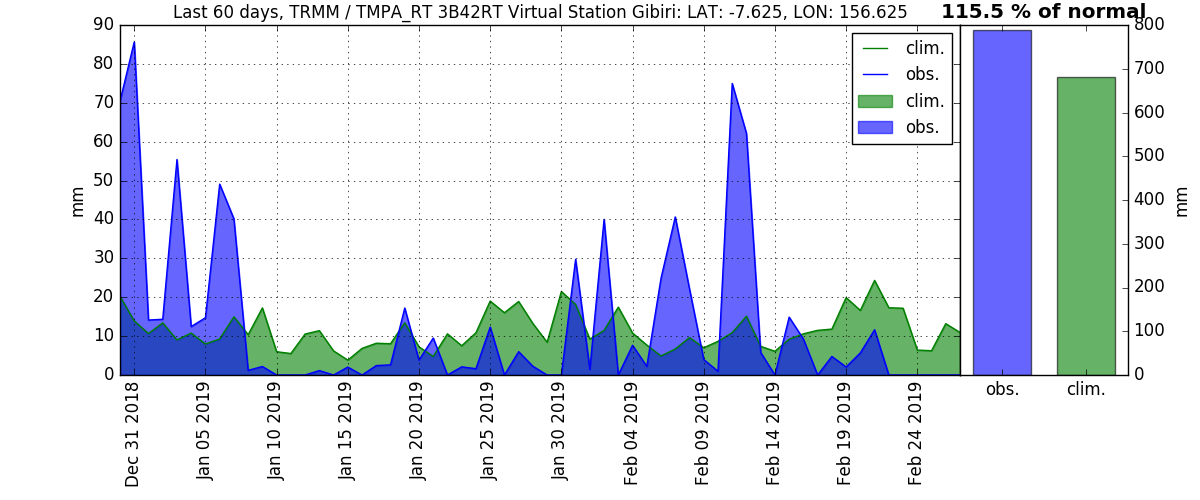 Last 60 days, TRMM / TMPA_RT 3B42RT Virtual Station Gibiri: LAT: -7.625, LON: 156.625
115.5 % of normal
90
80
70
60
50
40
30
20
10
0
mm
clim.
obs.
clim.
obs.
800
700
600
500
400
300
200
100
0
mm
obs.
clim.
Dec 31 2018
Jan 05 2019
Jan 10 2019
Jan 15 2019
Jan 20 2019
Jan 25 2019
Jan 30 2019
Feb 04 2019
Feb 09 2019
Feb 14 2019
Feb 19 2019
Feb 24 2019